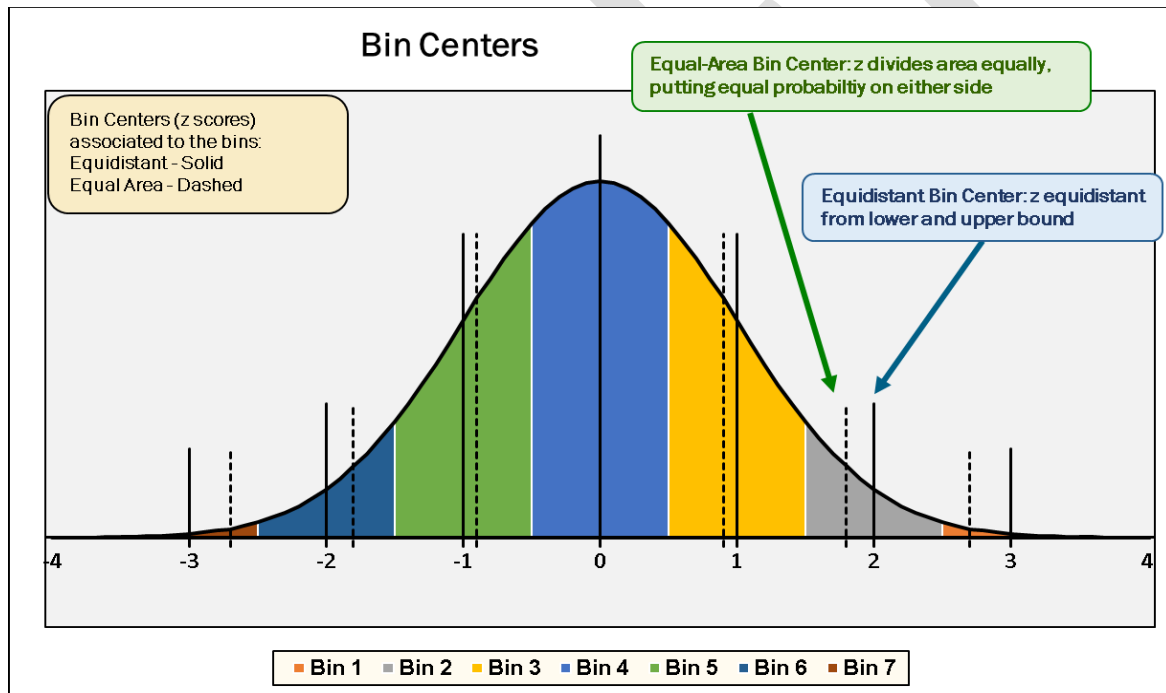 Bin Centers
Equal-Area Bin Center: z divides area equally,
putting equal probabiltiy on either side
Bin Centers (z scores)
associated to the bins:
Equidistant - Solid
Equal Area - Dashed
Equidistant Bin Center: z equidistant
from lower and upper bound
-4 -3 -2 -1 0 1 2 3 4
Bin 1 Bin 2 Bin 3 Bin 4 Bin 5 Bin 6 Bin 7